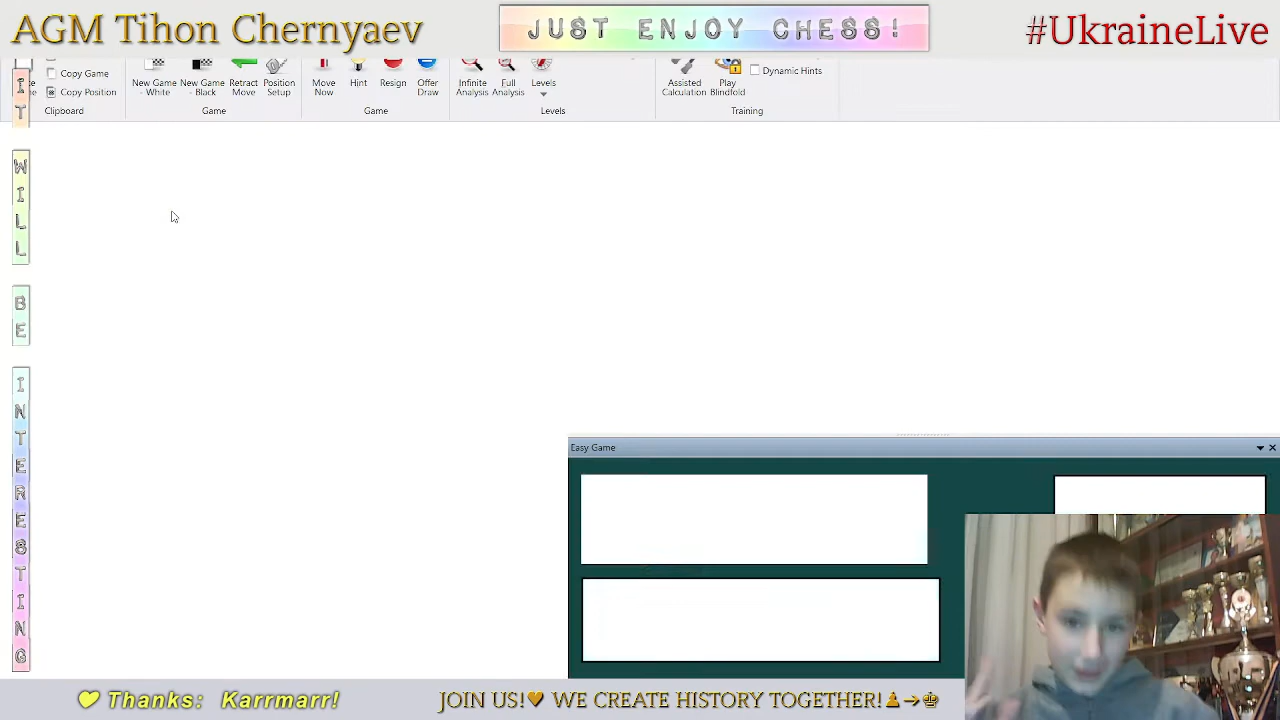 AGM Tihon Chernyaev
JUST ENJOY CHESS!
#UkraineLive
Copy Game
Copy Position
Clipboard
New Game - White
New Game - Black
Retract Move
Position Setup
Game
Move Now
Hint
Resign
Offer Draw
Game
Infinite Analysis
Full Analysis
Levels
Levels
Assisted Calculation
Play Blindfold
Dynamic Hints
Training
IT
WILL
BE
INTERESTING
Easy Game
Thanks: Karrmarr!
JOIN US! WE CREATE HISTORY TOGETHER!